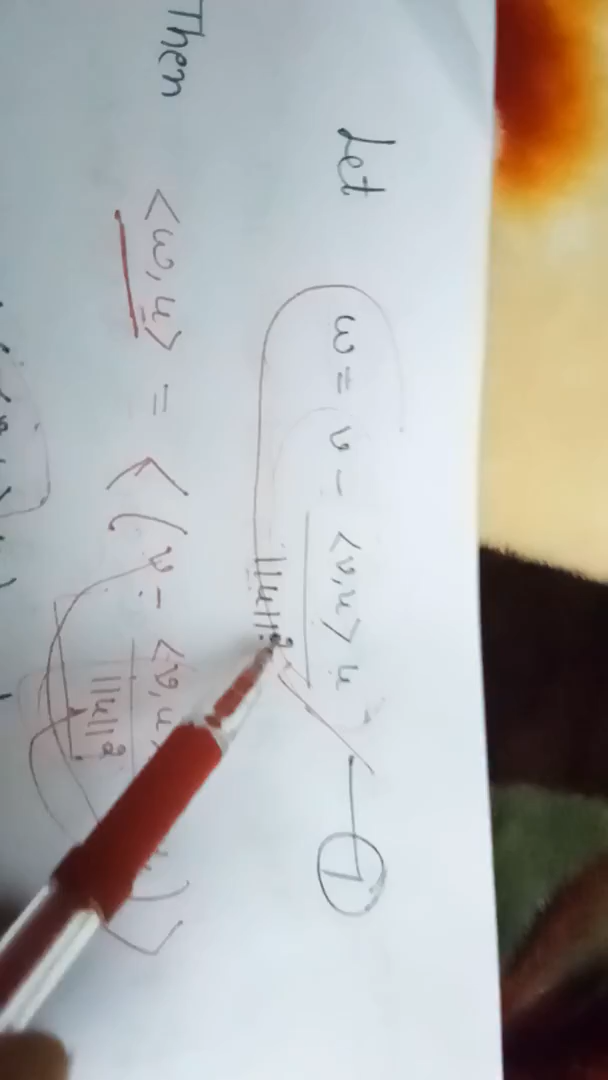 Let w = v - <v,u> u / ||u||² — 1
Then <w,u> = <(v - <v,u
||u||² )>